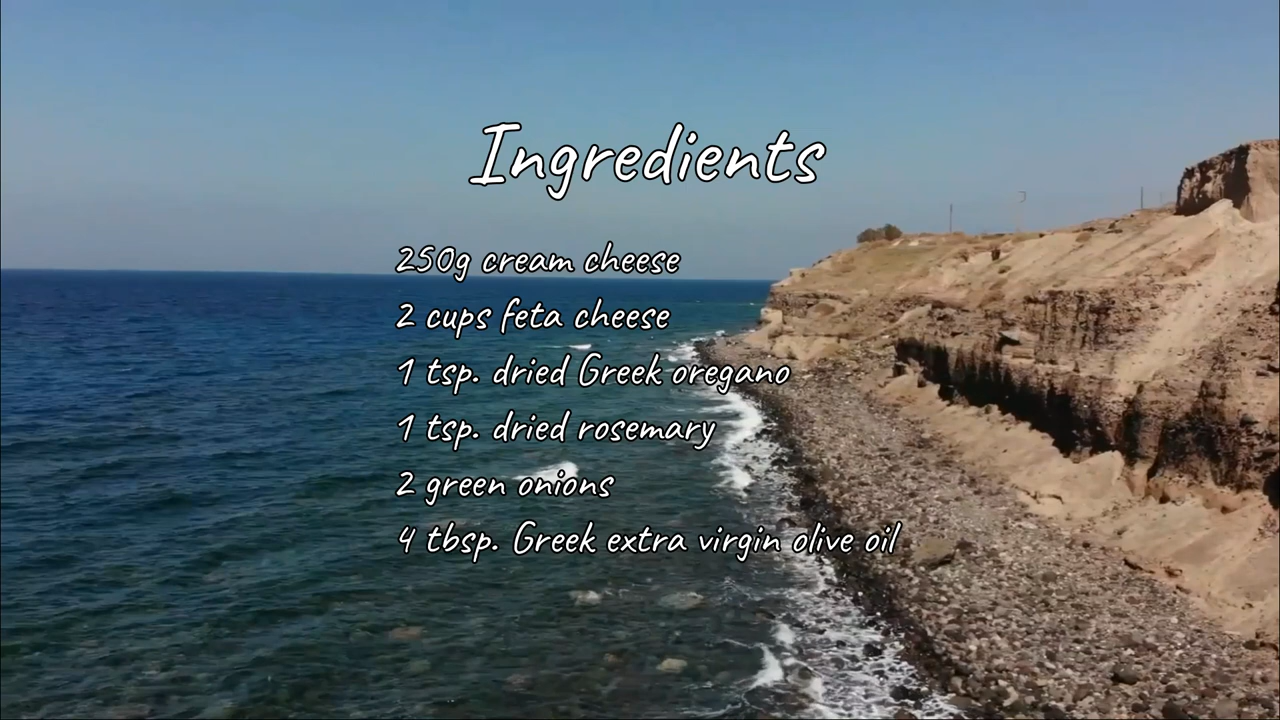 Ingredients
250g cream cheese
2 cups feta cheese
1 tsp. dried Greek oregano
1 tsp. dried rosemary
2 green onions
4 tbsp. Greek extra virgin olive oil